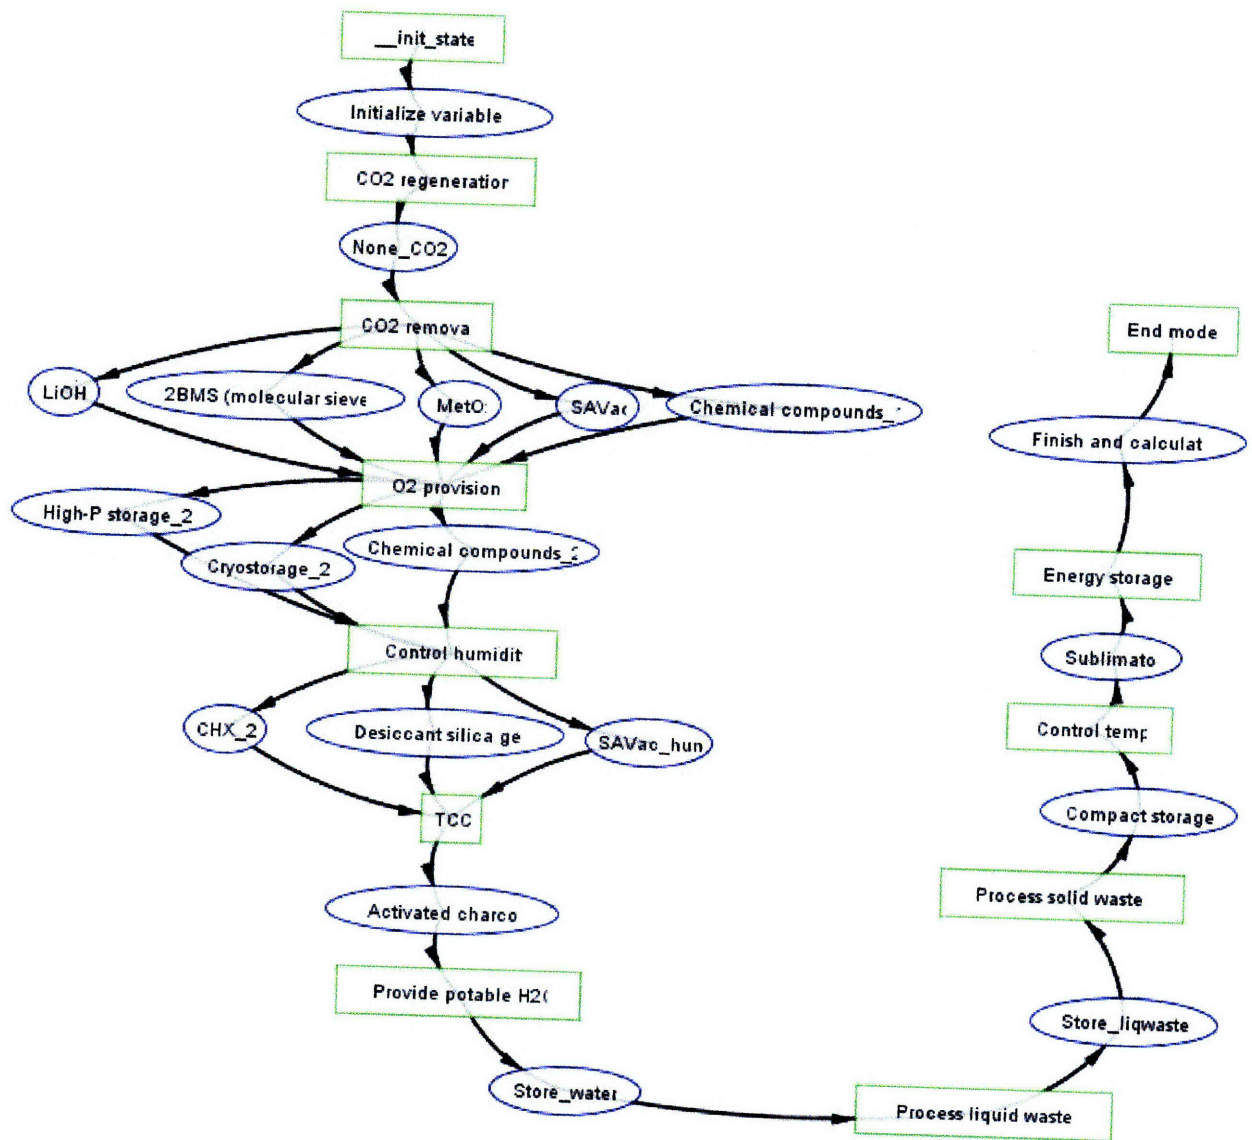 __init_state
Initialize variable
CO2 regeneration
None_CO2
CO2 remova
End mode
LiOH
2BMS (molecular sieve
MetO
SAVac
Chemical compounds_
Finish and calculat
O2 provision
High-P storage_2
Chemical compounds_2
Cryostorage_2
Energy storage
Control humidit
Sublimato
CHX_2
Desiccant silica ge
SAVac_hun
Control temp
TCC
Compact storage
Activated charco
Process solid waste
Provide potable H2(
Store_liqwaste
Store_water
Process liquid waste